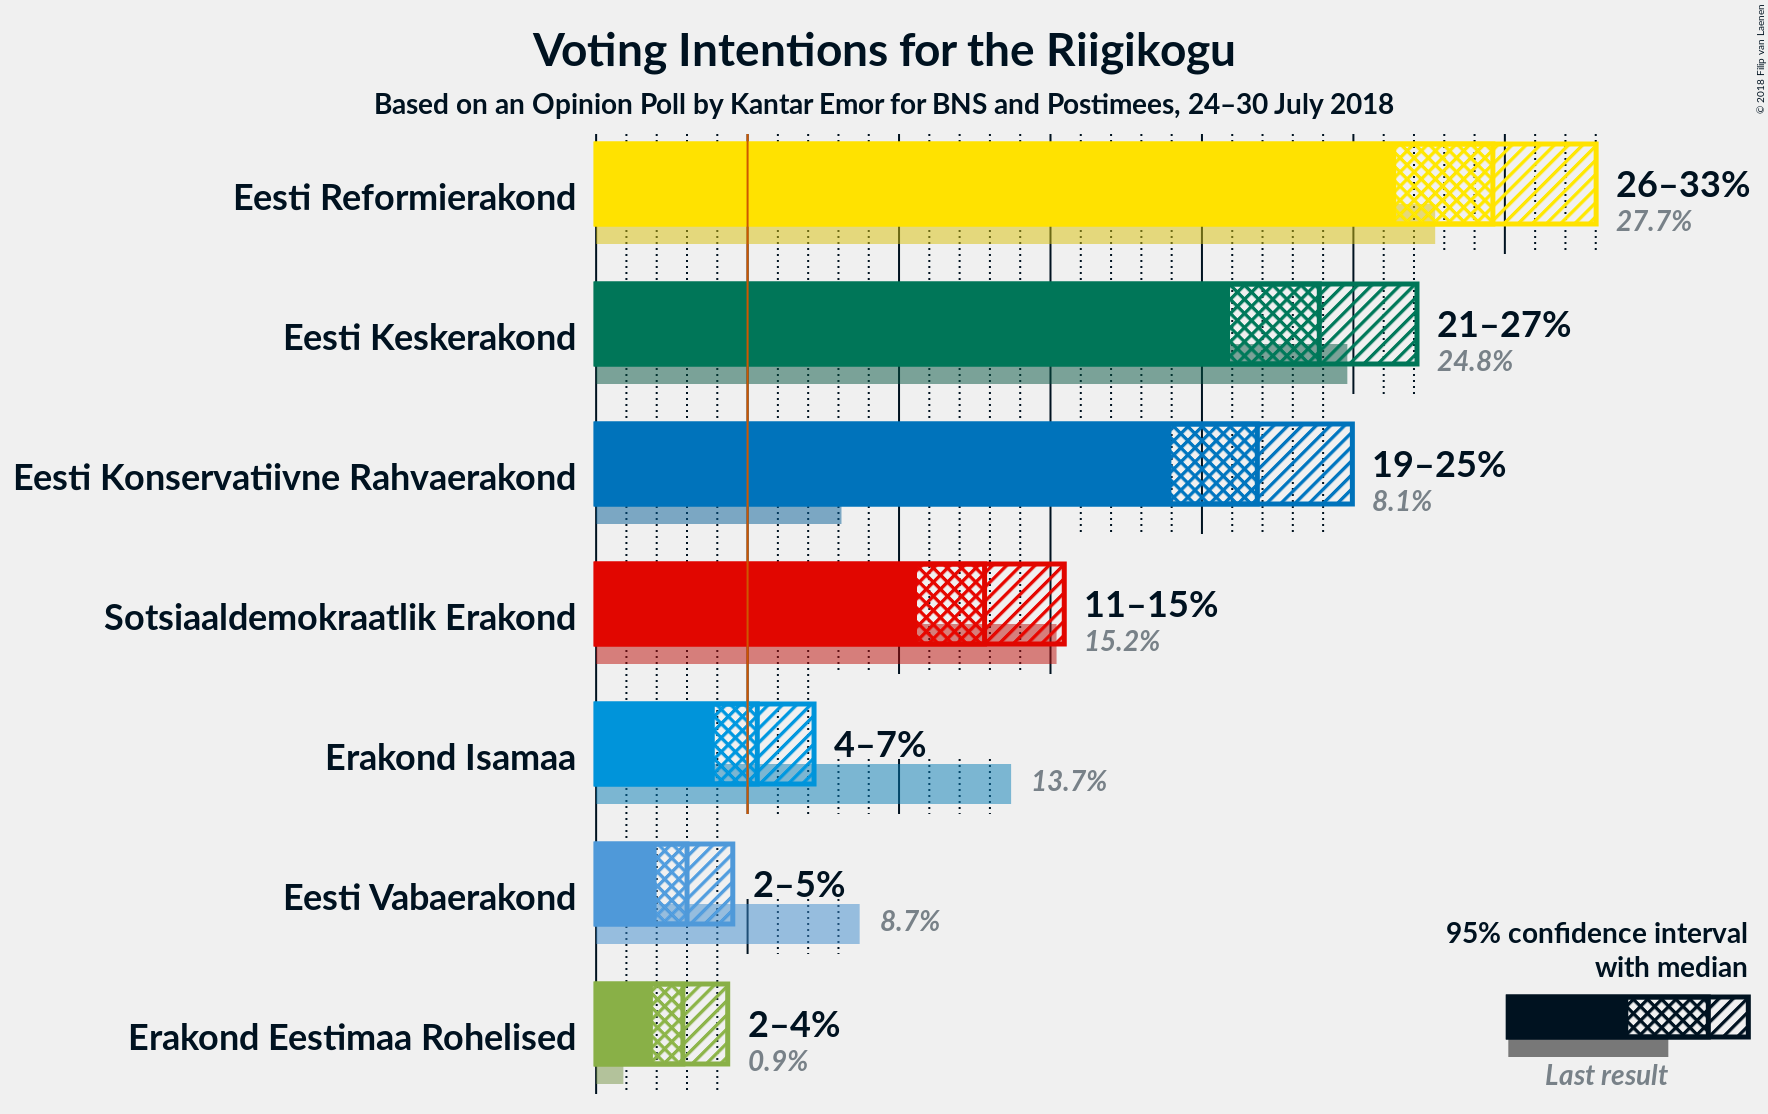 Voting Intentions for the Riigikogu
Based on an Opinion Poll by Kantar Emor for BNS and Postimees, 24–30 July 2018
© 2018 Filip van Laenen
Eesti Reformierakond
26–33%
27.7%
Eesti Keskerakond
21–27%
24.8%
Eesti Konservatiivne Rahvaerakond
19–25%
8.1%
Sotsiaaldemokraatlik Erakond
11–15%
15.2%
Erakond Isamaa
4–7%
13.7%
Eesti Vabaerakond
2–5%
8.7%
Erakond Eestimaa Rohelised
2–4%
0.9%
95% confidence interval
with median
Last result